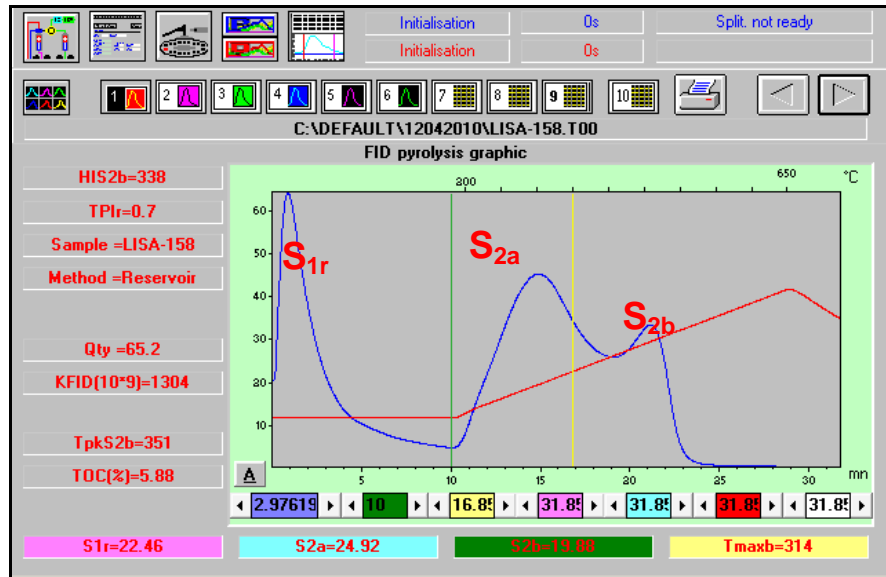 Initialisation 0s Split. not ready
Initialisation 0s
1 2 3 4 5 6 7 8 9 10
C:\DEFAULT\12042010\LISA-158.T00
FID pyrolysis graphic
HIS2b=338
TPIr=0.7
Sample =LISA-158
Method =Reservoir
Qty =65.2
KFID(10*9)=1304
TpkS2b=351
TOC(%)=5.88
200 650 °C
60
50
40
30
20
10
S1r
S2a
S2b
A 5 10 15 20 25 30 mn
2.97619 10 16.85 31.85 31.85 31.85 31.85
S1r=22.46 S2a=24.92 Tmaxb=314